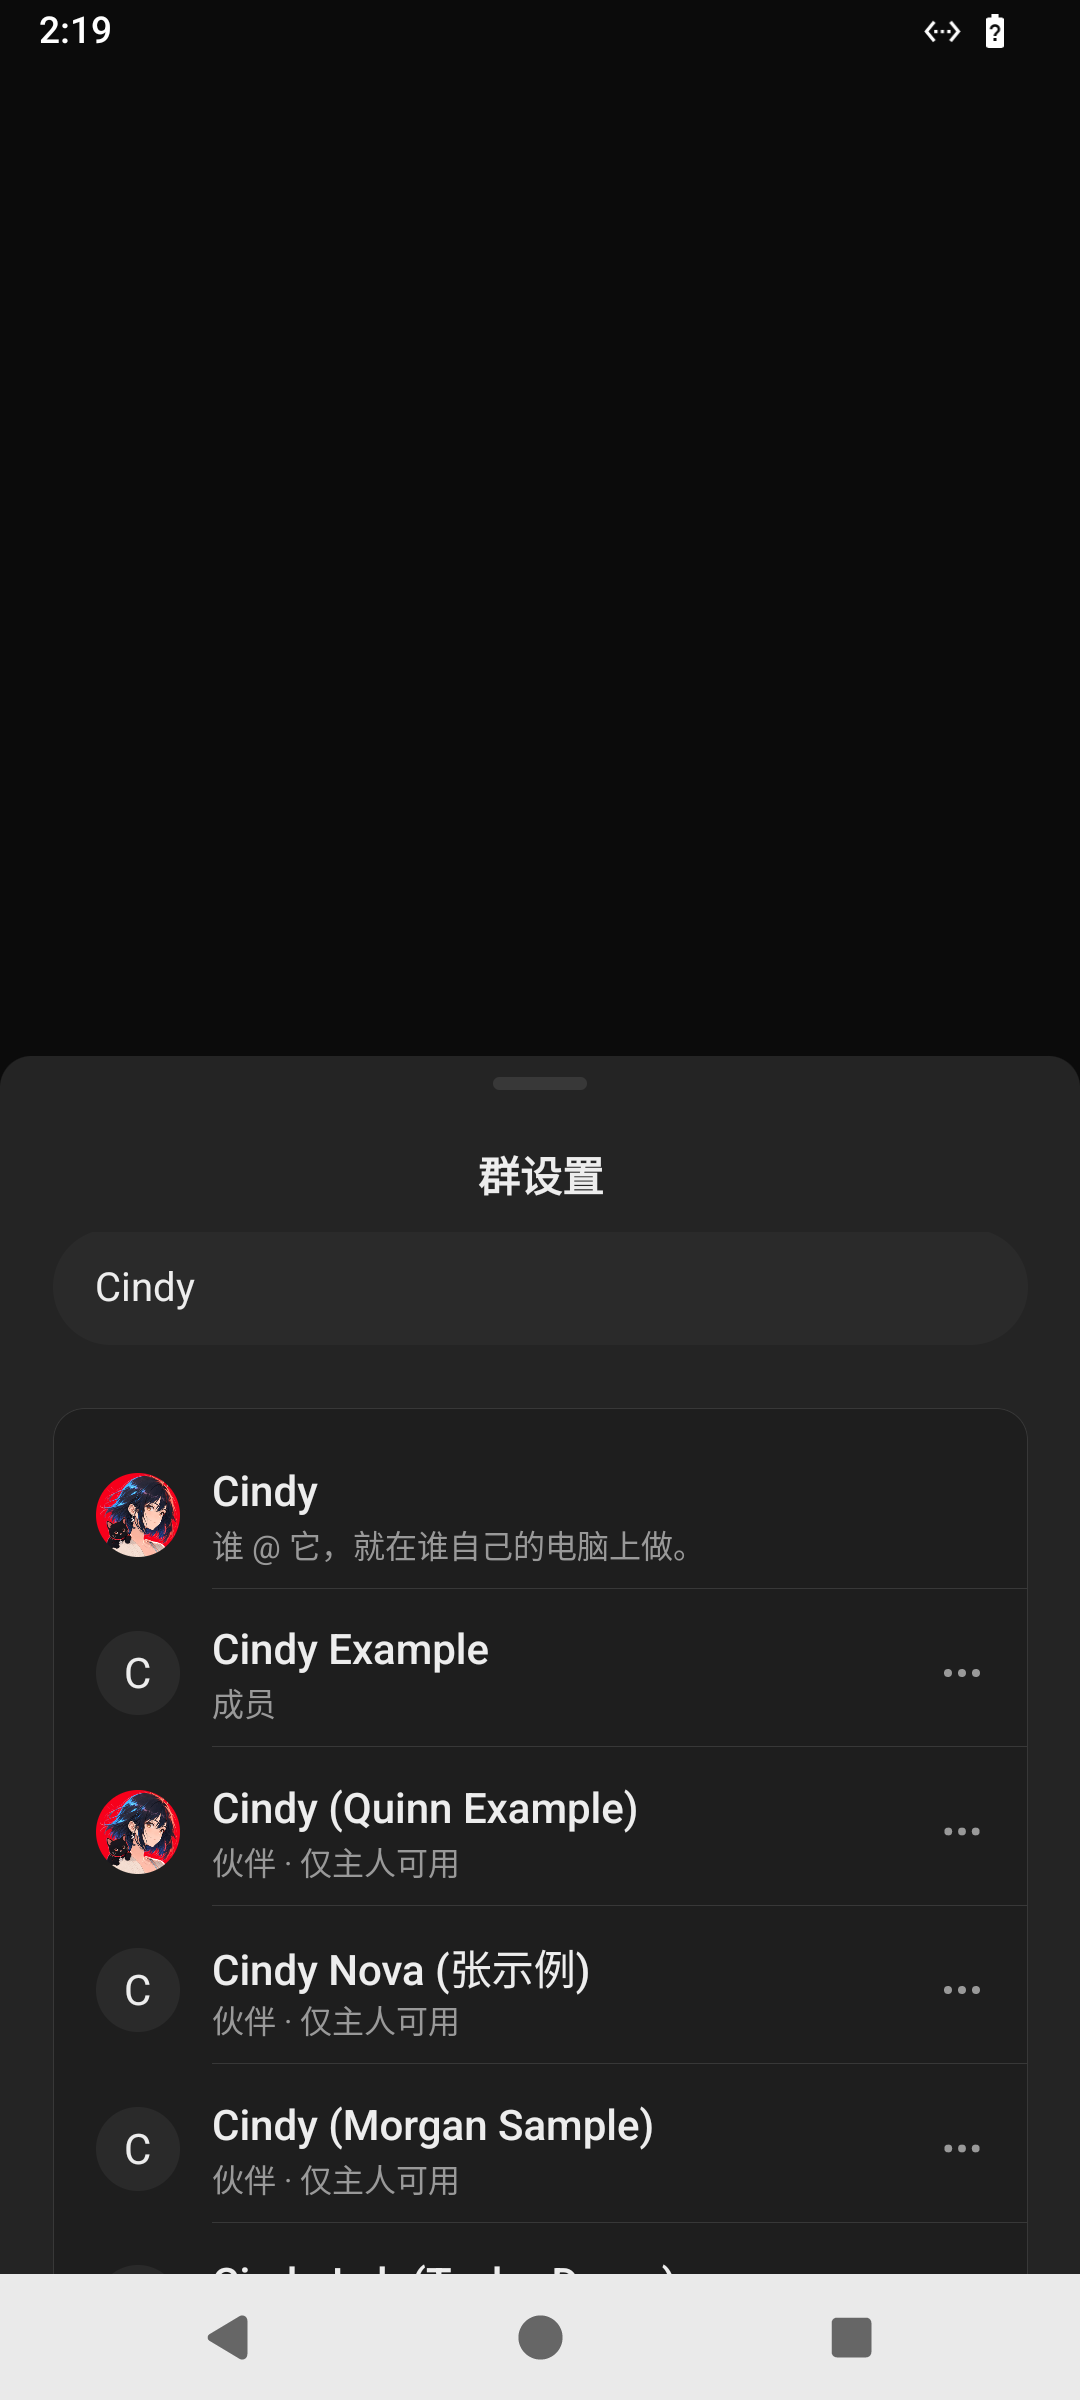 2:19
群设置
Cindy
Cindy
谁 @ 它，就在谁自己的电脑上做。
C
Cindy Example
成员
Cindy (Quinn Example)
伙伴 · 仅主人可用
C
Cindy Nova (张示例)
伙伴 · 仅主人可用
C
Cindy (Morgan Sample)
伙伴 · 仅主人可用